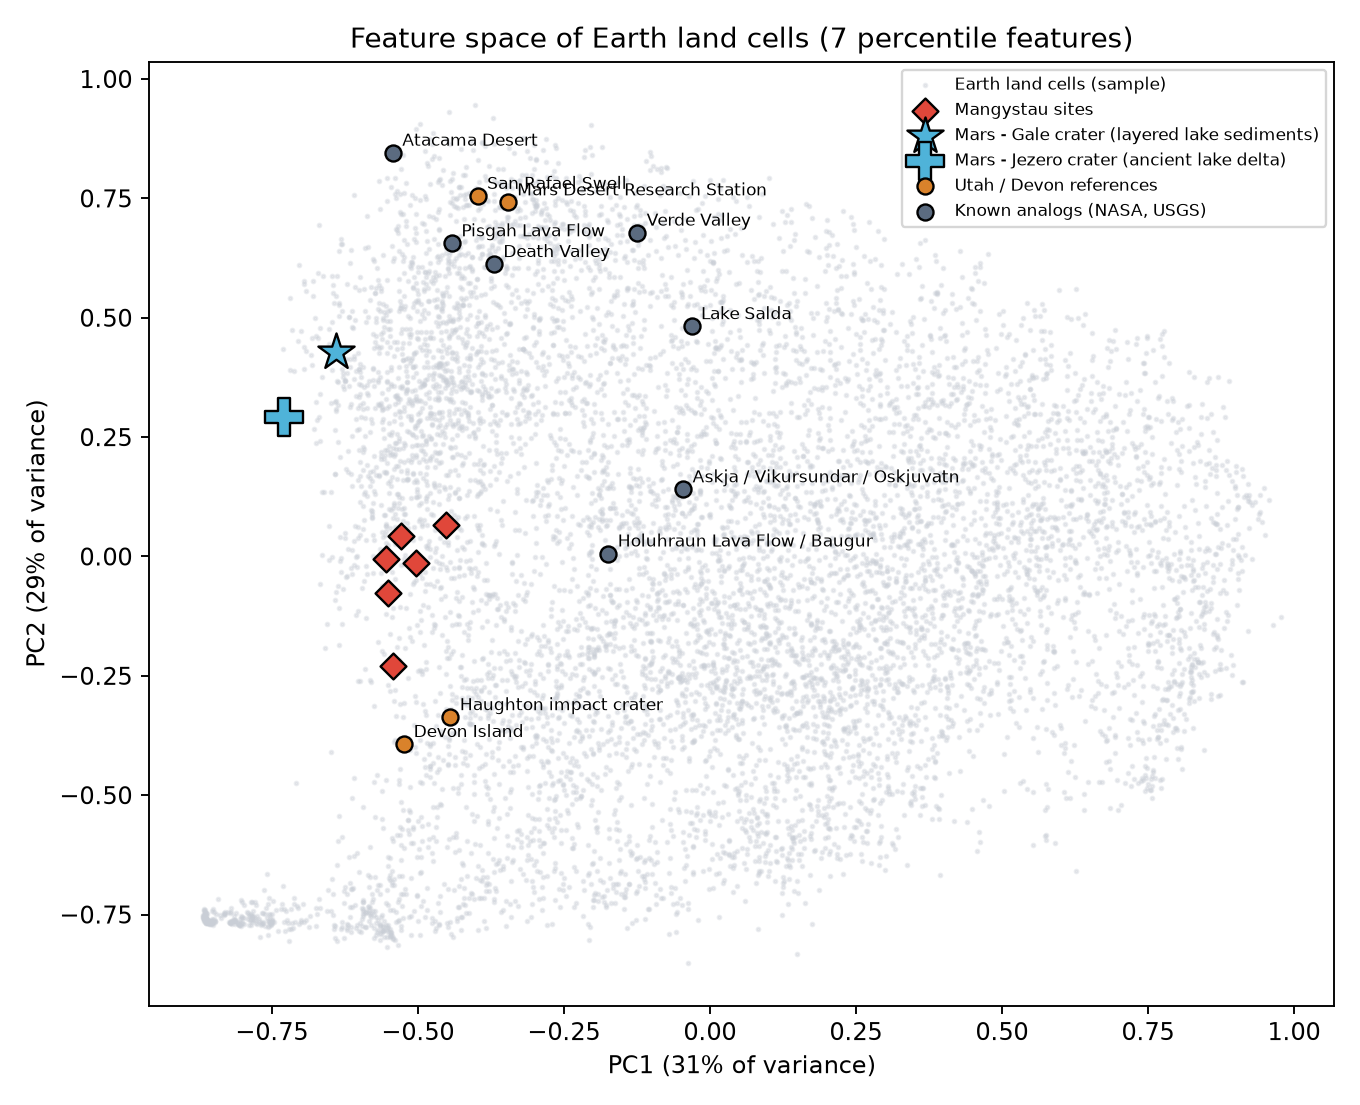 Feature space of Earth land cells (7 percentile features)
Earth land cells (sample)
Mangystau sites
Mars - Gale crater (layered lake sediments)
Mars - Jezero crater (ancient lake delta)
Utah / Devon references
Known analogs (NASA, USGS)
Atacama Desert
San Rafael Swell
Mars Desert Research Station
Verde Valley
Pisgah Lava Flow
Death Valley
Lake Salda
Askja / Vikursundar / Oskjuvatn
Holuhraun Lava Flow / Baugur
Haughton impact crater
Devon Island
1.00
0.75
0.50
0.25
0.00
−0.25
−0.50
−0.75
PC2 (29% of variance)
−0.75 −0.50 −0.25 0.00 0.25 0.50 0.75 1.00
PC1 (31% of variance)